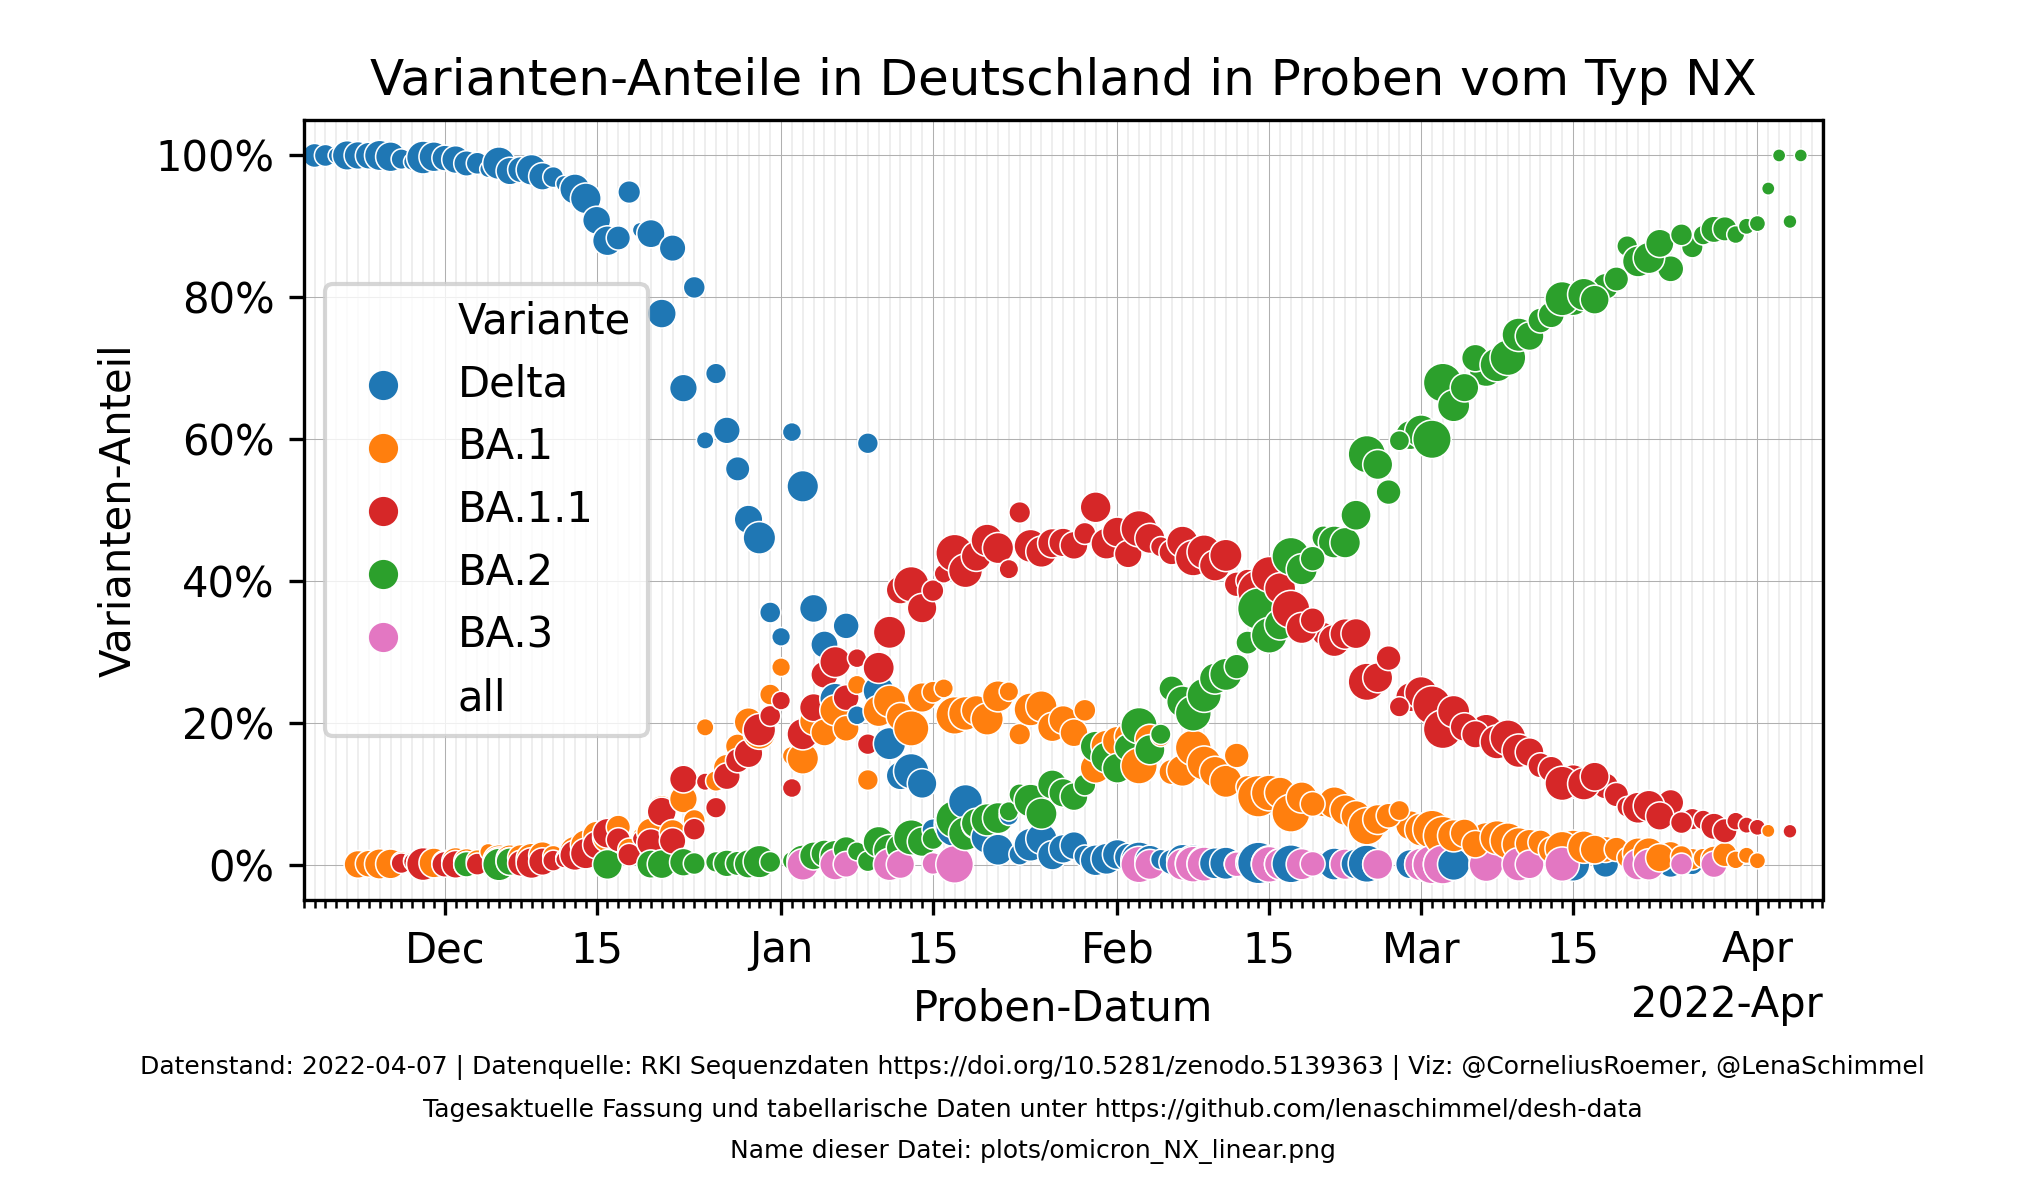 Varianten-Anteile in Deutschland in Proben vom Typ NX
Varianten-Anteil
100%
80%
60%
40%
20%
0%
Variante
Delta
BA.1
BA.1.1
BA.2
BA.3
all
Dec 15 Jan 15 Feb 15 Mar 15 Apr
Proben-Datum
2022-Apr
Datenstand: 2022-04-07 | Datenquelle: RKI Sequenzdaten https://doi.org/10.5281/zenodo.5139363 | Viz: @CorneliusRoemer, @LenaSchimmel
Tagesaktuelle Fassung und tabellarische Daten unter https://github.com/lenaschimmel/desh-data
Name dieser Datei: plots/omicron_NX_linear.png